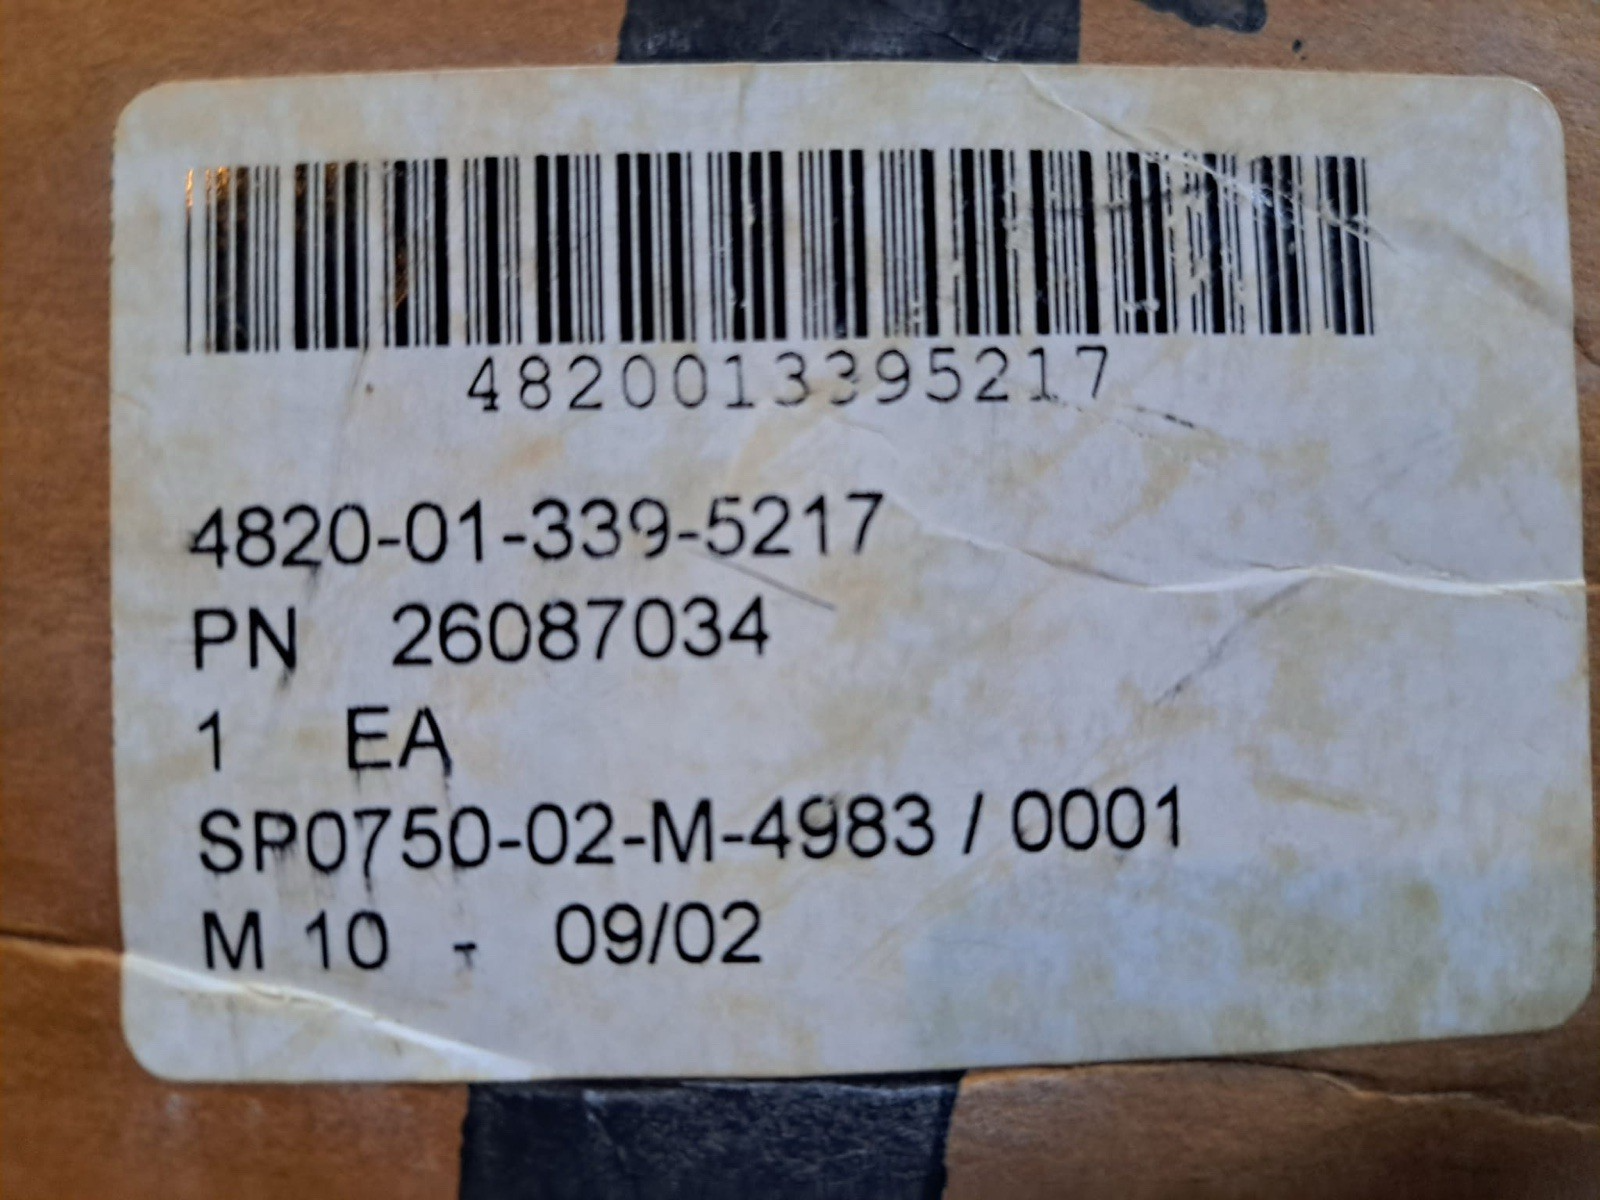 4820013395217
4820-01-339-5217
PN 26087034
1 EA
SP0750-02-M-4983 / 0001
M 10 - 09/02